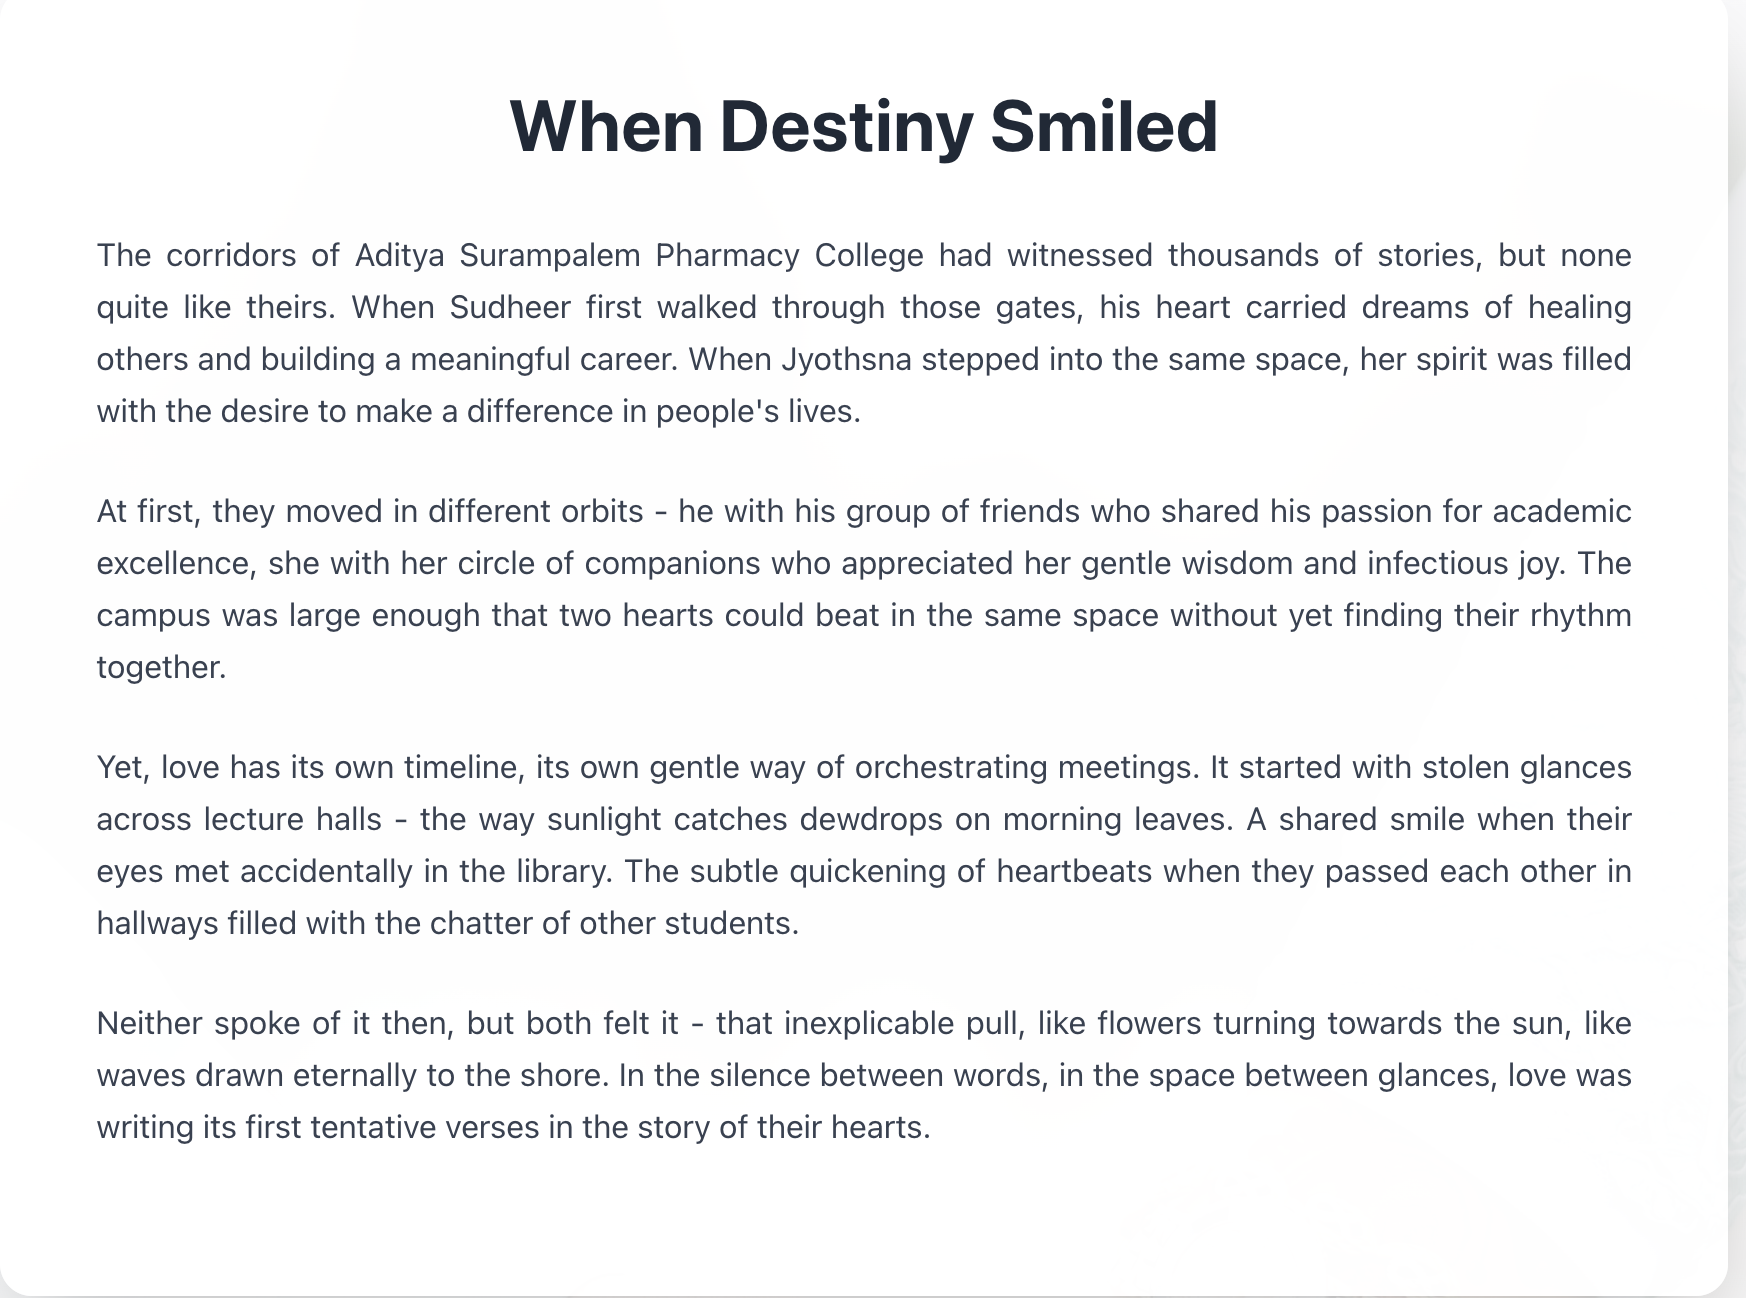 When Destiny Smiled
The corridors of Aditya Surampalem Pharmacy College had witnessed thousands of stories, but none
quite like theirs. When Sudheer first walked through those gates, his heart carried dreams of healing
others and building a meaningful career. When Jyothsna stepped into the same space, her spirit was filled
with the desire to make a difference in people's lives.
At first, they moved in different orbits - he with his group of friends who shared his passion for academic
excellence, she with her circle of companions who appreciated her gentle wisdom and infectious joy. The
campus was large enough that two hearts could beat in the same space without yet finding their rhythm
together.
Yet, love has its own timeline, its own gentle way of orchestrating meetings. It started with stolen glances
across lecture halls - the way sunlight catches dewdrops on morning leaves. A shared smile when their
eyes met accidentally in the library. The subtle quickening of heartbeats when they passed each other in
hallways filled with the chatter of other students.
Neither spoke of it then, but both felt it - that inexplicable pull, like flowers turning towards the sun, like
waves drawn eternally to the shore. In the silence between words, in the space between glances, love was
writing its first tentative verses in the story of their hearts.